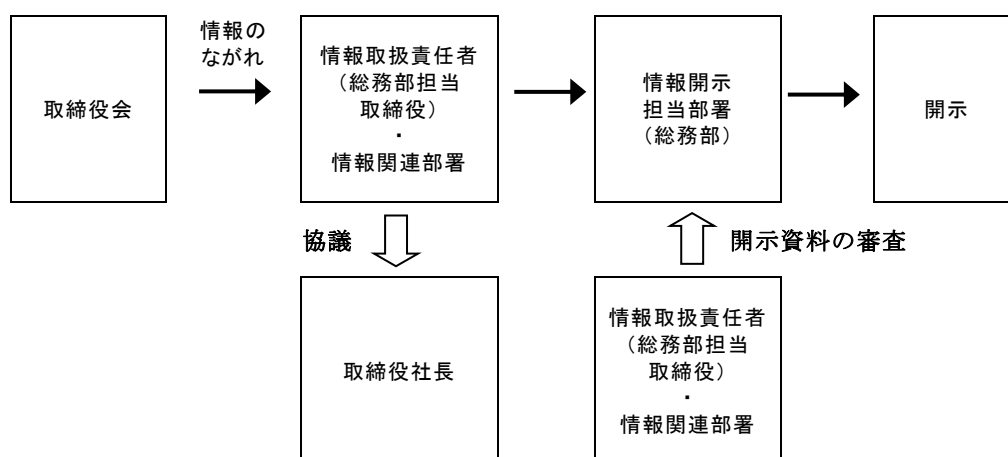 取締役会
情報の
ながれ
情報取扱責任者
（総務部担当
取締役）
・
情報関連部署
情報開示
担当部署
（総務部）
開示
協議
開示資料の審査
取締役社長
情報取扱責任者
（総務部担当
取締役）
・
情報関連部署